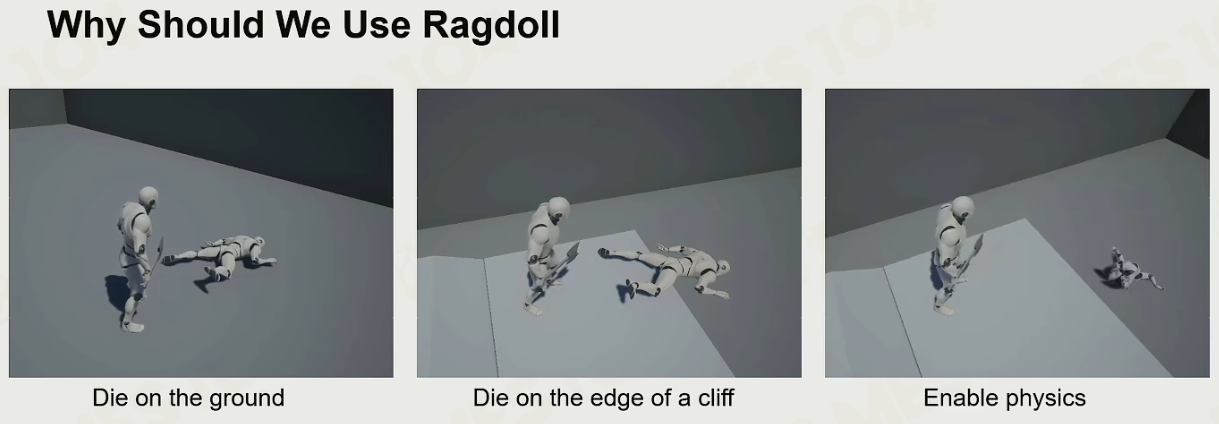 Why Should We Use Ragdoll
Die on the ground
Die on the edge of a cliff
Enable physics